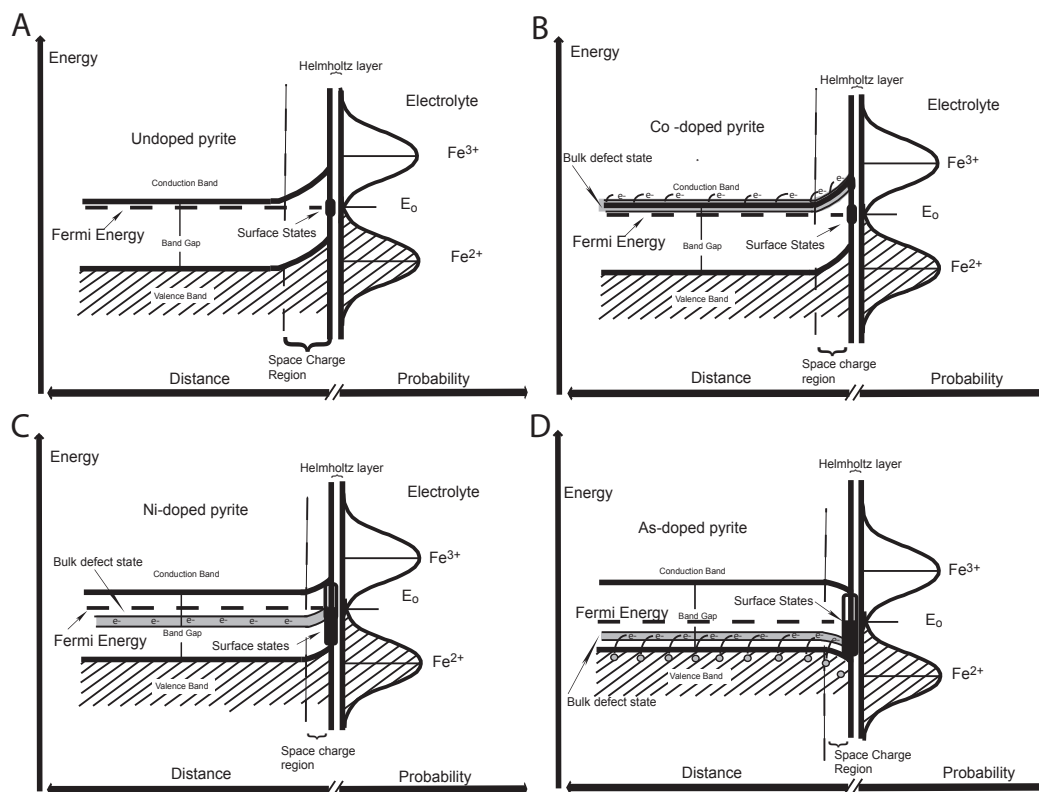 A
Energy
Helmholtz layer
Electrolyte
Undoped pyrite
Fe3+
Conduction Band
Eo
Fermi Energy
Surface States
Band Gap
Fe2+
Valence Band
Space Charge
Region
Distance
Probability
B
Energy
Helmholtz layer
Electrolyte
Co -doped pyrite
Bulk defect state
Fe3+
e-
Conduction Band
e- e- e- e- e- e- e-
Eo
Fermi Energy
Surface States
Band Gap
Fe2+
Valence Band
Space Charge
region
Distance
Probability
C
Energy
Helmholtz layer
Electrolyte
Ni-doped pyrite
Bulk defect state
Fe3+
Conduction Band
Eo
e- e- e- e- e- e-
Fermi Energy
Band Gap
Surface states
Fe2+
Valence Band
Space charge
region
Distance
Probability
D
Energy
Helmholtz layer
Electrolyte
As-doped pyrite
Fe3+
Conduction Band
Surface States
Fermi Energy
Band Gap
Eo
e- e- e- e- e- e- e- e- e-
Valence Band
Fe2+
Bulk defect state
Space Charge
Region
Distance
Probability